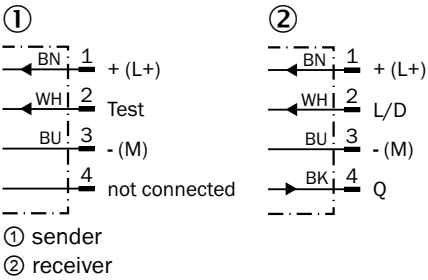 ① ②
BN 1 + (L+) BN 1 + (L+)
WH 2 Test WH 2 L/D
BU 3 - (M) BU 3 - (M)
4 not connected BK 4 Q
① sender
② receiver